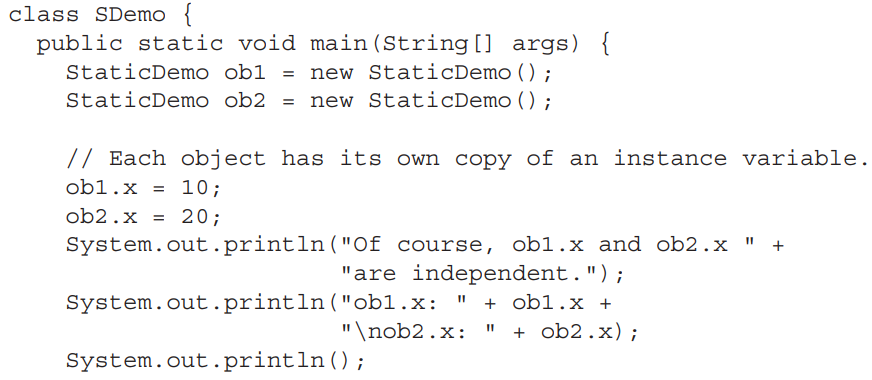 class SDemo {
  public static void main(String[] args) {
    StaticDemo ob1 = new StaticDemo();
    StaticDemo ob2 = new StaticDemo();

    // Each object has its own copy of an instance variable.
    ob1.x = 10;
    ob2.x = 20;
    System.out.println("Of course, ob1.x and ob2.x " +
                       "are independent.");
    System.out.println("ob1.x: " + ob1.x +
                       "\nob2.x: " + ob2.x);
    System.out.println();